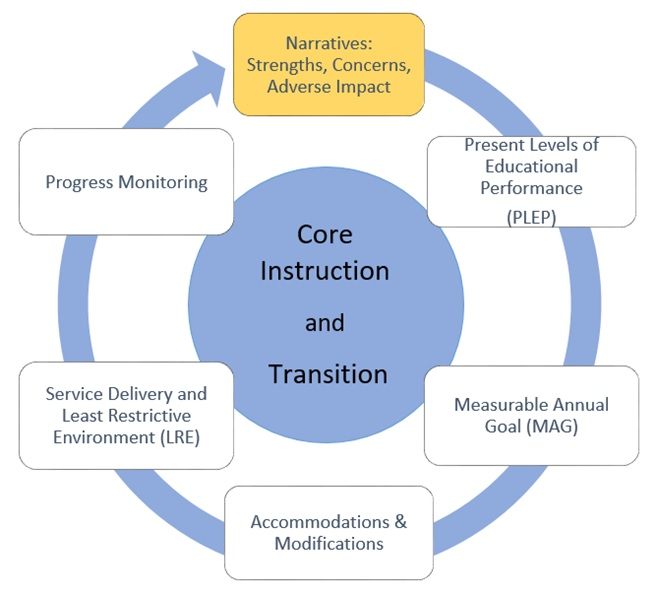 Narratives:
Strengths, Concerns,
Adverse Impact
Present Levels of
Educational
Performance
(PLEP)
Measurable Annual
Goal (MAG)
Accommodations &
Modifications
Service Delivery and
Least Restrictive
Environment (LRE)
Progress Monitoring
Core
Instruction
and
Transition